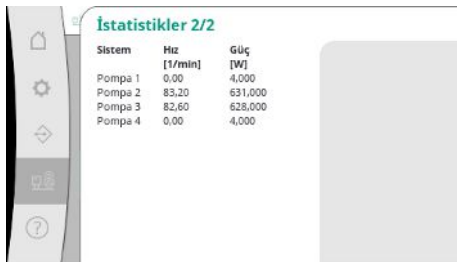 İstatistikler 2/2
Sistem Hız Güç
[1/min] [W]
Pompa 1 0,00 4,000
Pompa 2 83,20 631,000
Pompa 3 82,60 628,000
Pompa 4 0,00 4,000
?